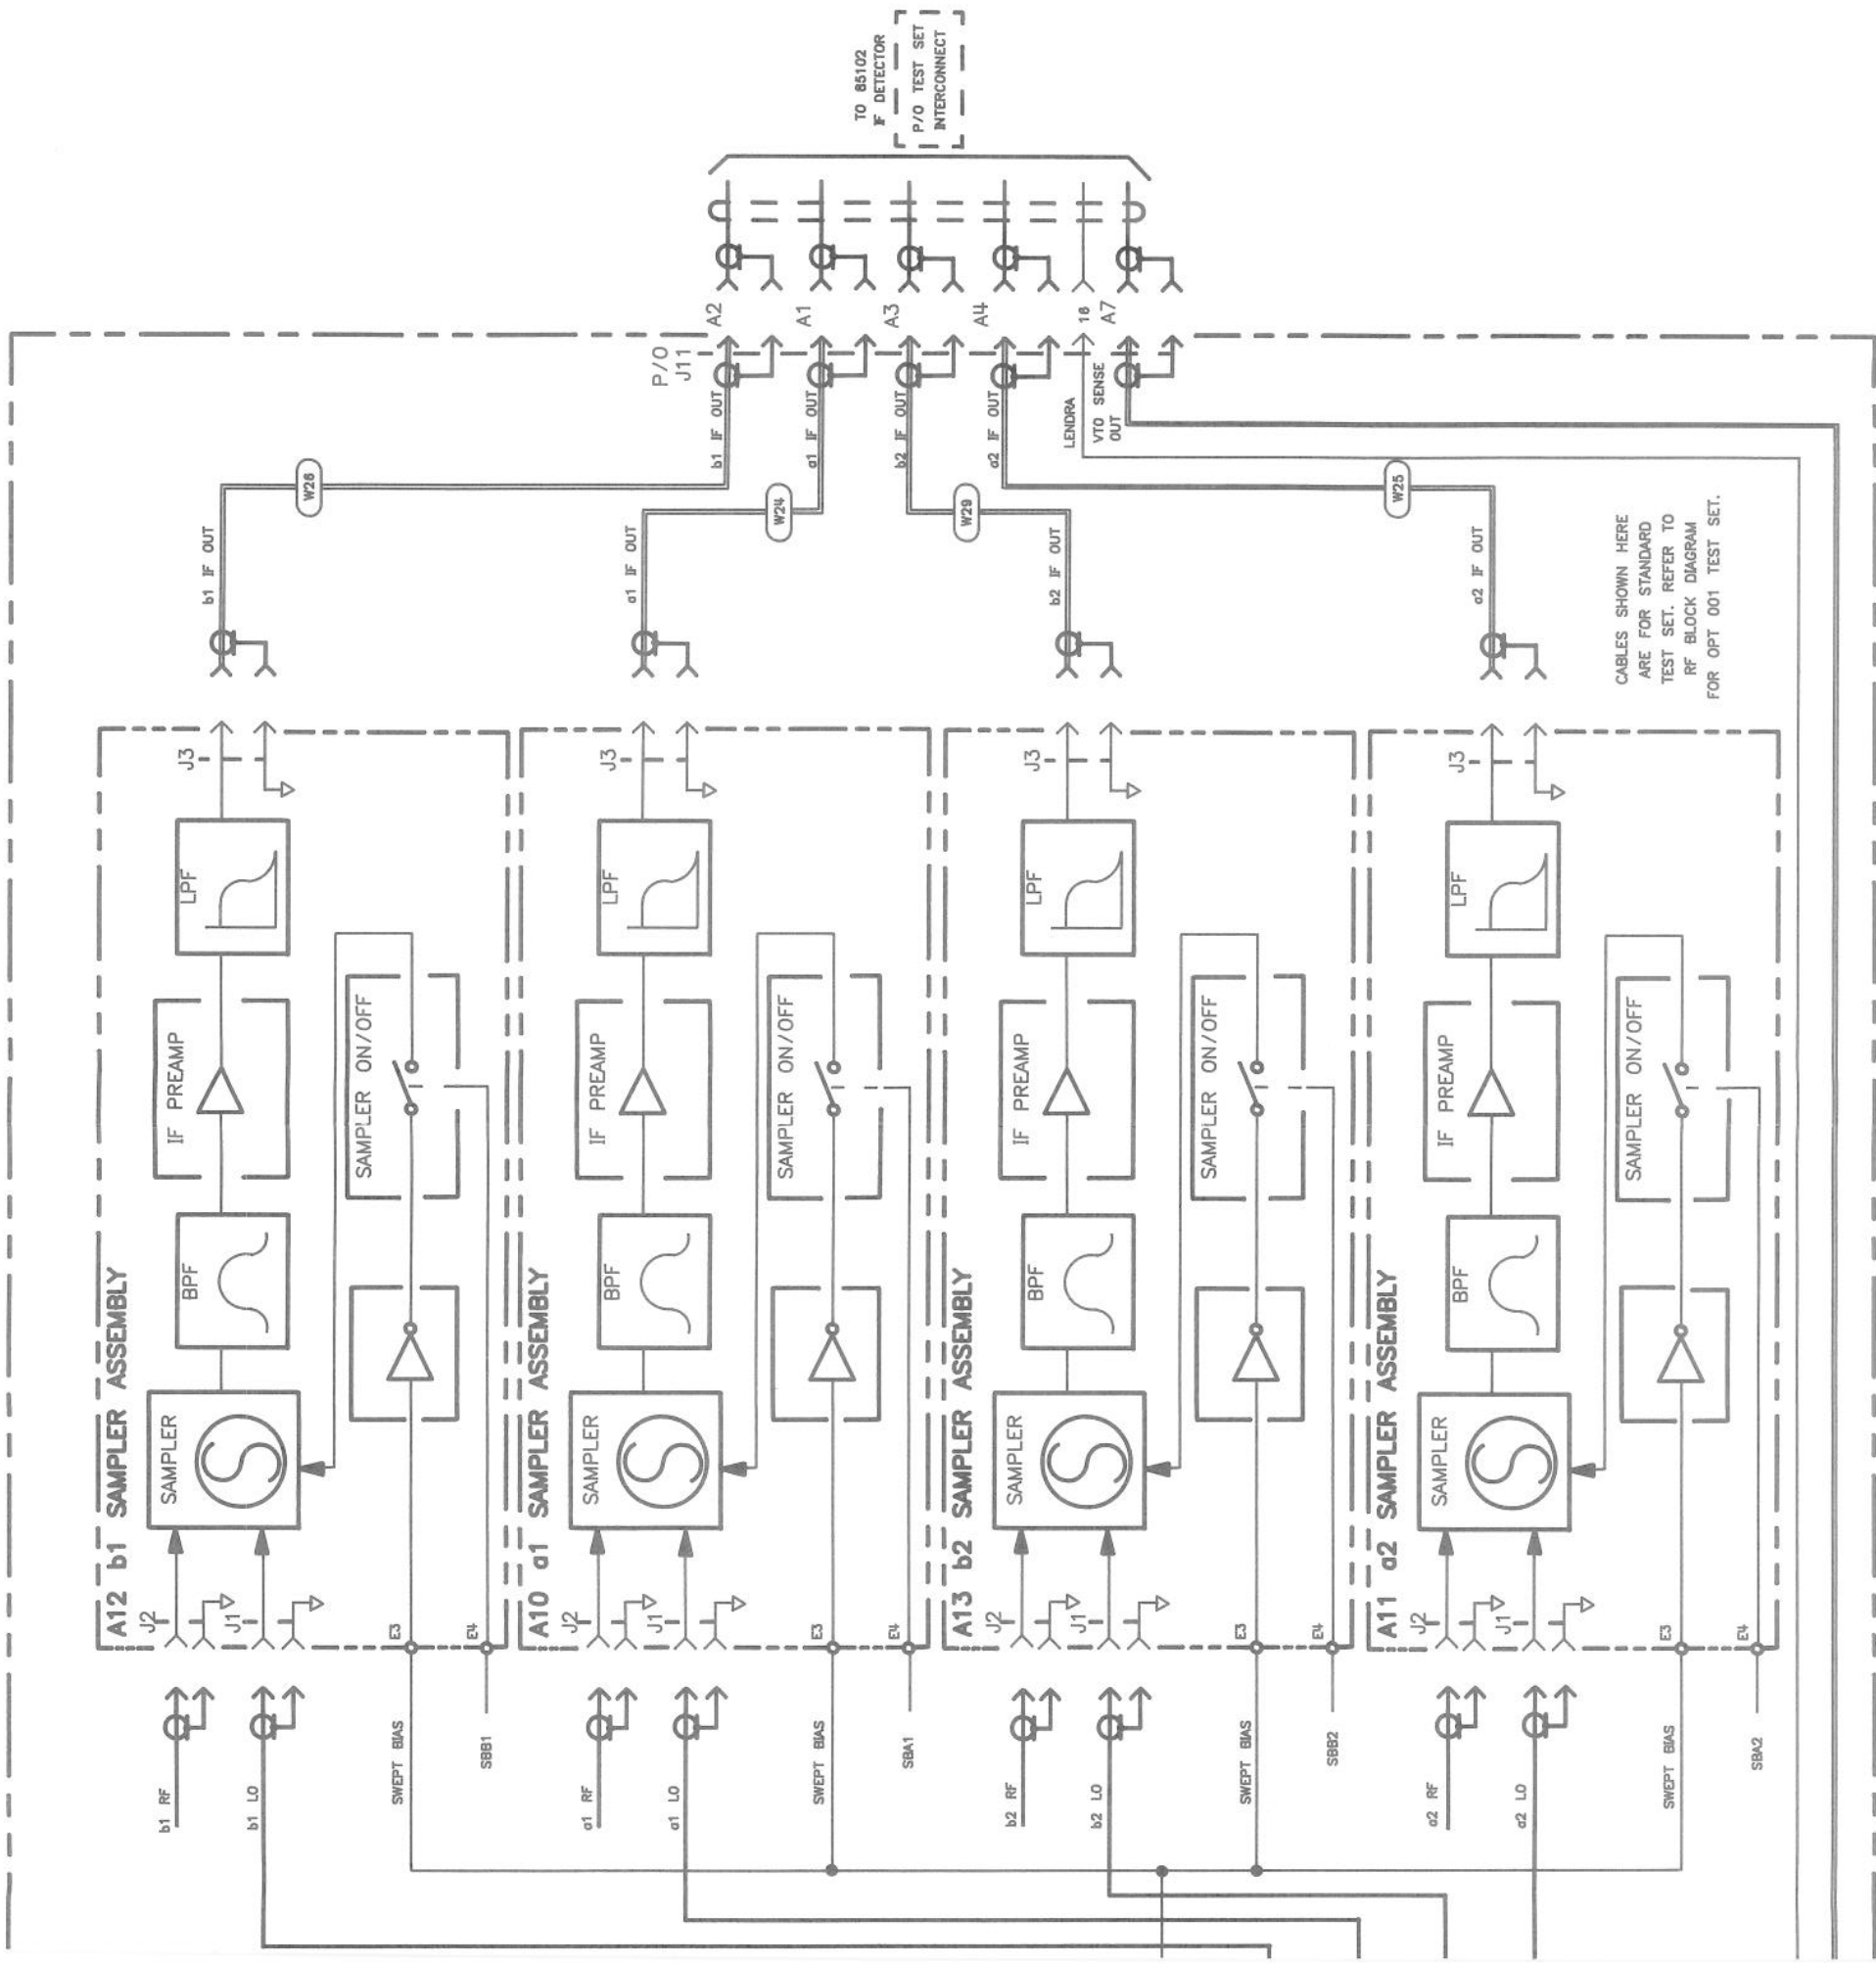 TO 85102
IF DETECTOR
P/O TEST SET
INTERCONNECT
P/O
J11
A2
A1
A3
A4
18
A7
b1 IF OUT
a1 IF OUT
b2 IF OUT
a2 IF OUT
LENDRA
VTO SENSE
OUT
W26
W24
W29
W25
b1 IF OUT
a1 IF OUT
b2 IF OUT
a2 IF OUT
CABLES SHOWN HERE
ARE FOR STANDARD
TEST SET. REFER TO
RF BLOCK DIAGRAM
FOR OPT 001 TEST SET.
A12 b1 SAMPLER ASSEMBLY
J3
LPF
IF PREAMP
SAMPLER ON/OFF
BPF
SAMPLER
J2
J1
E3
E4
b1 RF
b1 LO
SWEPT BIAS
SBB1
A10 a1 SAMPLER ASSEMBLY
J3
LPF
IF PREAMP
SAMPLER ON/OFF
BPF
SAMPLER
J2
J1
E3
E4
a1 RF
a1 LO
SWEPT BIAS
SBA1
A13 b2 SAMPLER ASSEMBLY
J3
LPF
IF PREAMP
SAMPLER ON/OFF
BPF
SAMPLER
J2
J1
E3
E4
b2 RF
b2 LO
SWEPT BIAS
SBB2
A11 a2 SAMPLER ASSEMBLY
J3
LPF
IF PREAMP
SAMPLER ON/OFF
BPF
SAMPLER
J2
J1
E3
E4
a2 RF
a2 LO
SWEPT BIAS
SBA2